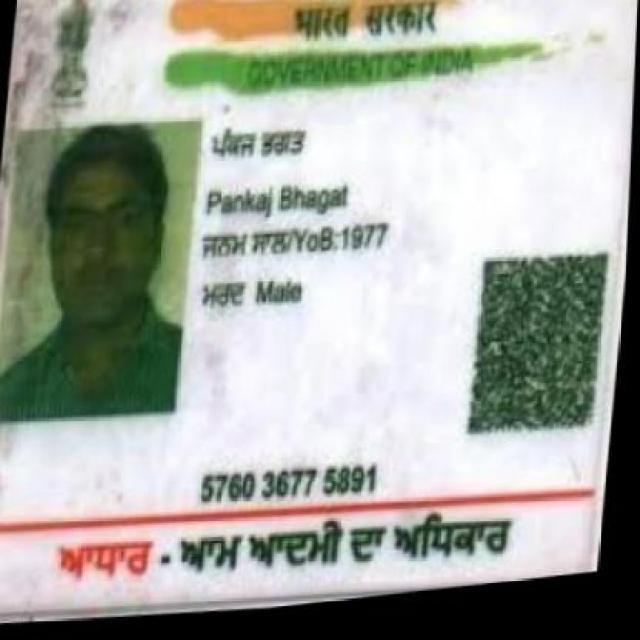 भारत सरकार
GOVERNMENT OF INDIA
ਪੰਕਜ ਭਗਤ
Pankaj Bhagat
ਜਨਮ ਸਾਲ/YoB:1977
ਮਰਦ Male
5760 3677 5891
ਆਧਾਰ - ਆਮ ਆਦਮੀ ਦਾ ਅਧਿਕਾਰ